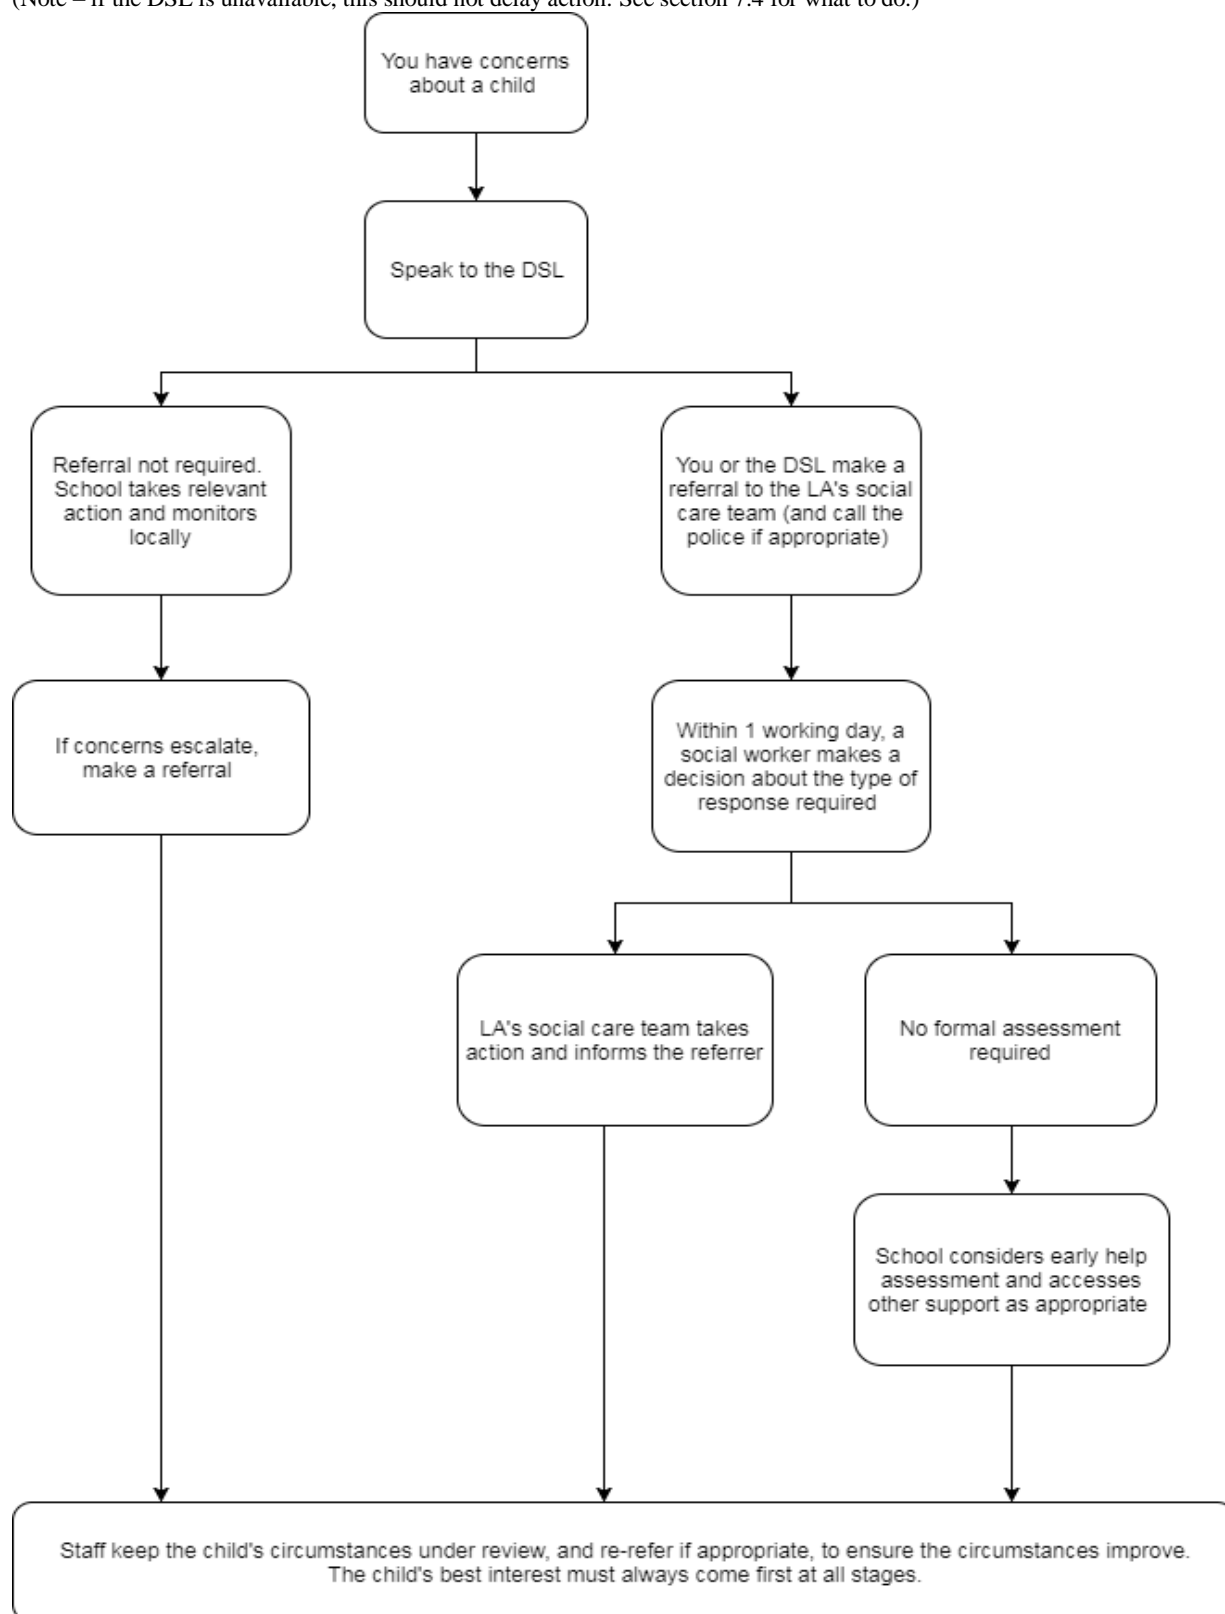 (Note – if the DSL is unavailable, this should not delay action. See section 7.4 for what to do.)
You have concerns
about a child
Speak to the DSL
Referral not required.
School takes relevant
action and monitors
locally
You or the DSL make a
referral to the LA's social
care team (and call the
police if appropriate)
If concerns escalate,
make a referral
Within 1 working day, a
social worker makes a
decision about the type of
response required
LA's social care team takes
action and informs the referrer
No formal assessment
required
School considers early help
assessment and accesses
other support as appropriate
Staff keep the child's circumstances under review, and re-refer if appropriate, to ensure the circumstances improve.
The child's best interest must always come first at all stages.